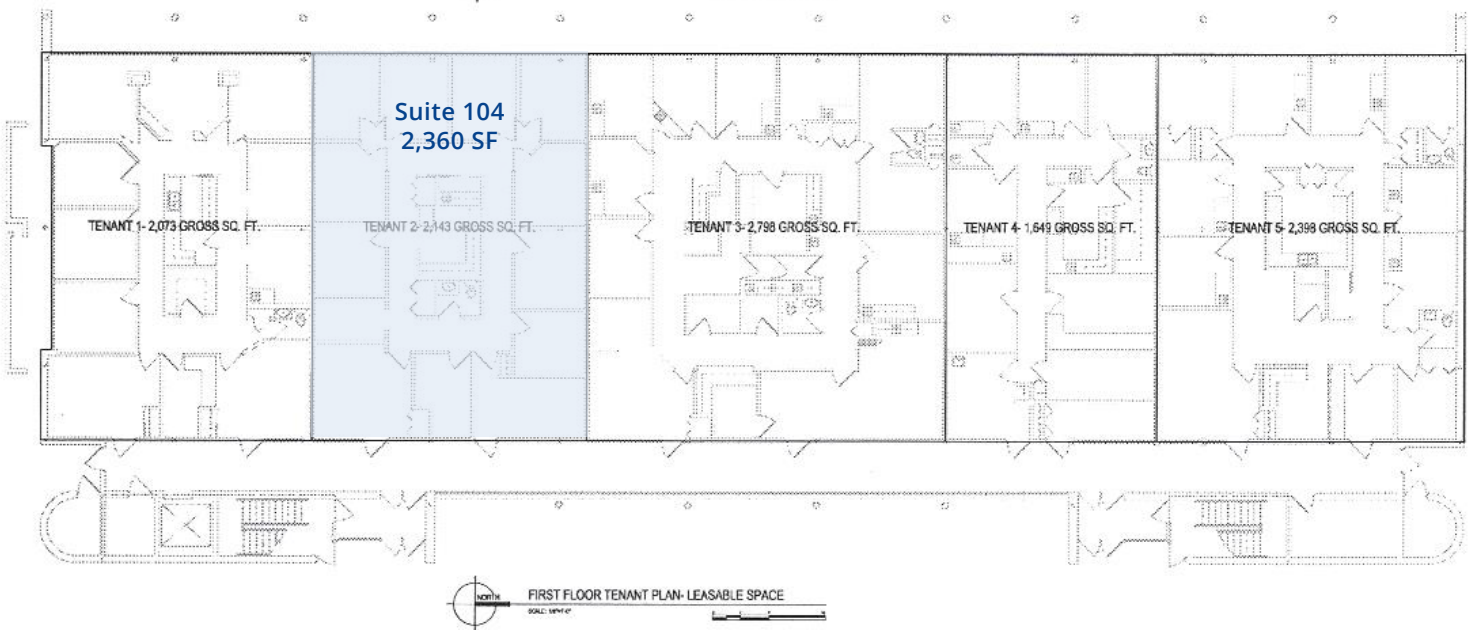 Suite 104
2,360 SF
TENANT 1- 2,073 GROSS SQ. FT.
TENANT 2- 2,143 GROSS SQ. FT.
TENANT 3- 2,798 GROSS SQ. FT.
TENANT 4- 1,649 GROSS SQ. FT.
TENANT 5- 2,398 GROSS SQ. FT.
NORTH
FIRST FLOOR TENANT PLAN- LEASABLE SPACE
SCALE: